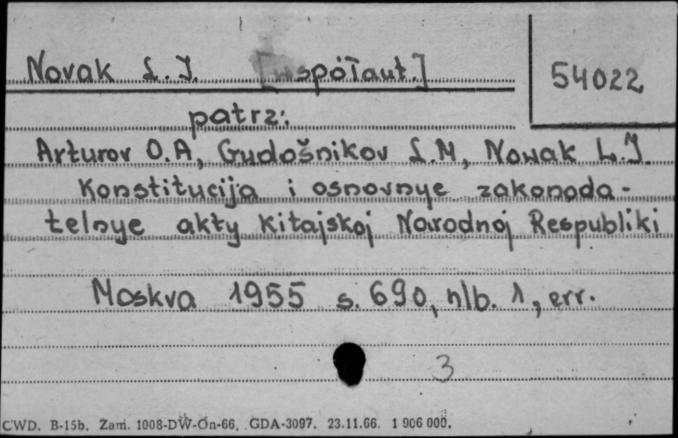 Novak L.I. [współaut.]
54022
patrz:
Arturov O.A, Gudošnikov L.M, Nowak L.I.
Konstitucija i osnovnye zakonoda-
telnye akty Kitajskoj Narodnoj Respubliki
Moskva 1955 s. 690, nlb. 1, err.
3
CWD. B-15b. Zam. 1008-DW-On-66. GDA-3097. 23.11.66. 1 906 000.